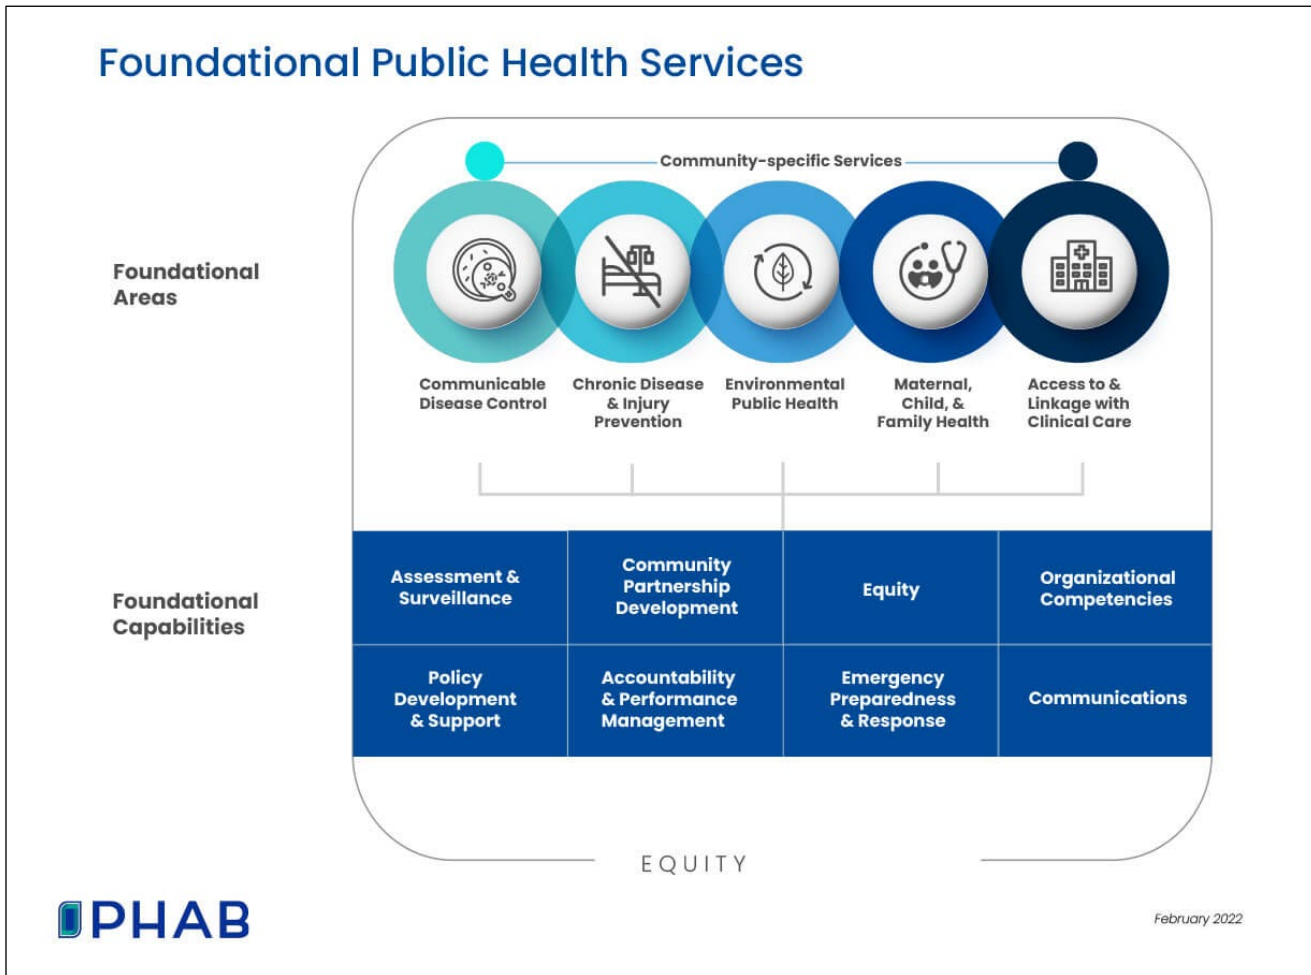 Foundational Public Health Services
Community-specific Services
Foundational
Areas
Communicable
Disease Control
Chronic Disease
& Injury
Prevention
Environmental
Public Health
Maternal,
Child, &
Family Health
Access to &
Linkage with
Clinical Care
Foundational
Capabilities
Assessment &
Surveillance
Community
Partnership
Development
Equity
Organizational
Competencies
Policy
Development
& Support
Accountability
& Performance
Management
Emergency
Preparedness
& Response
Communications
EQUITY
PHAB
February 2022